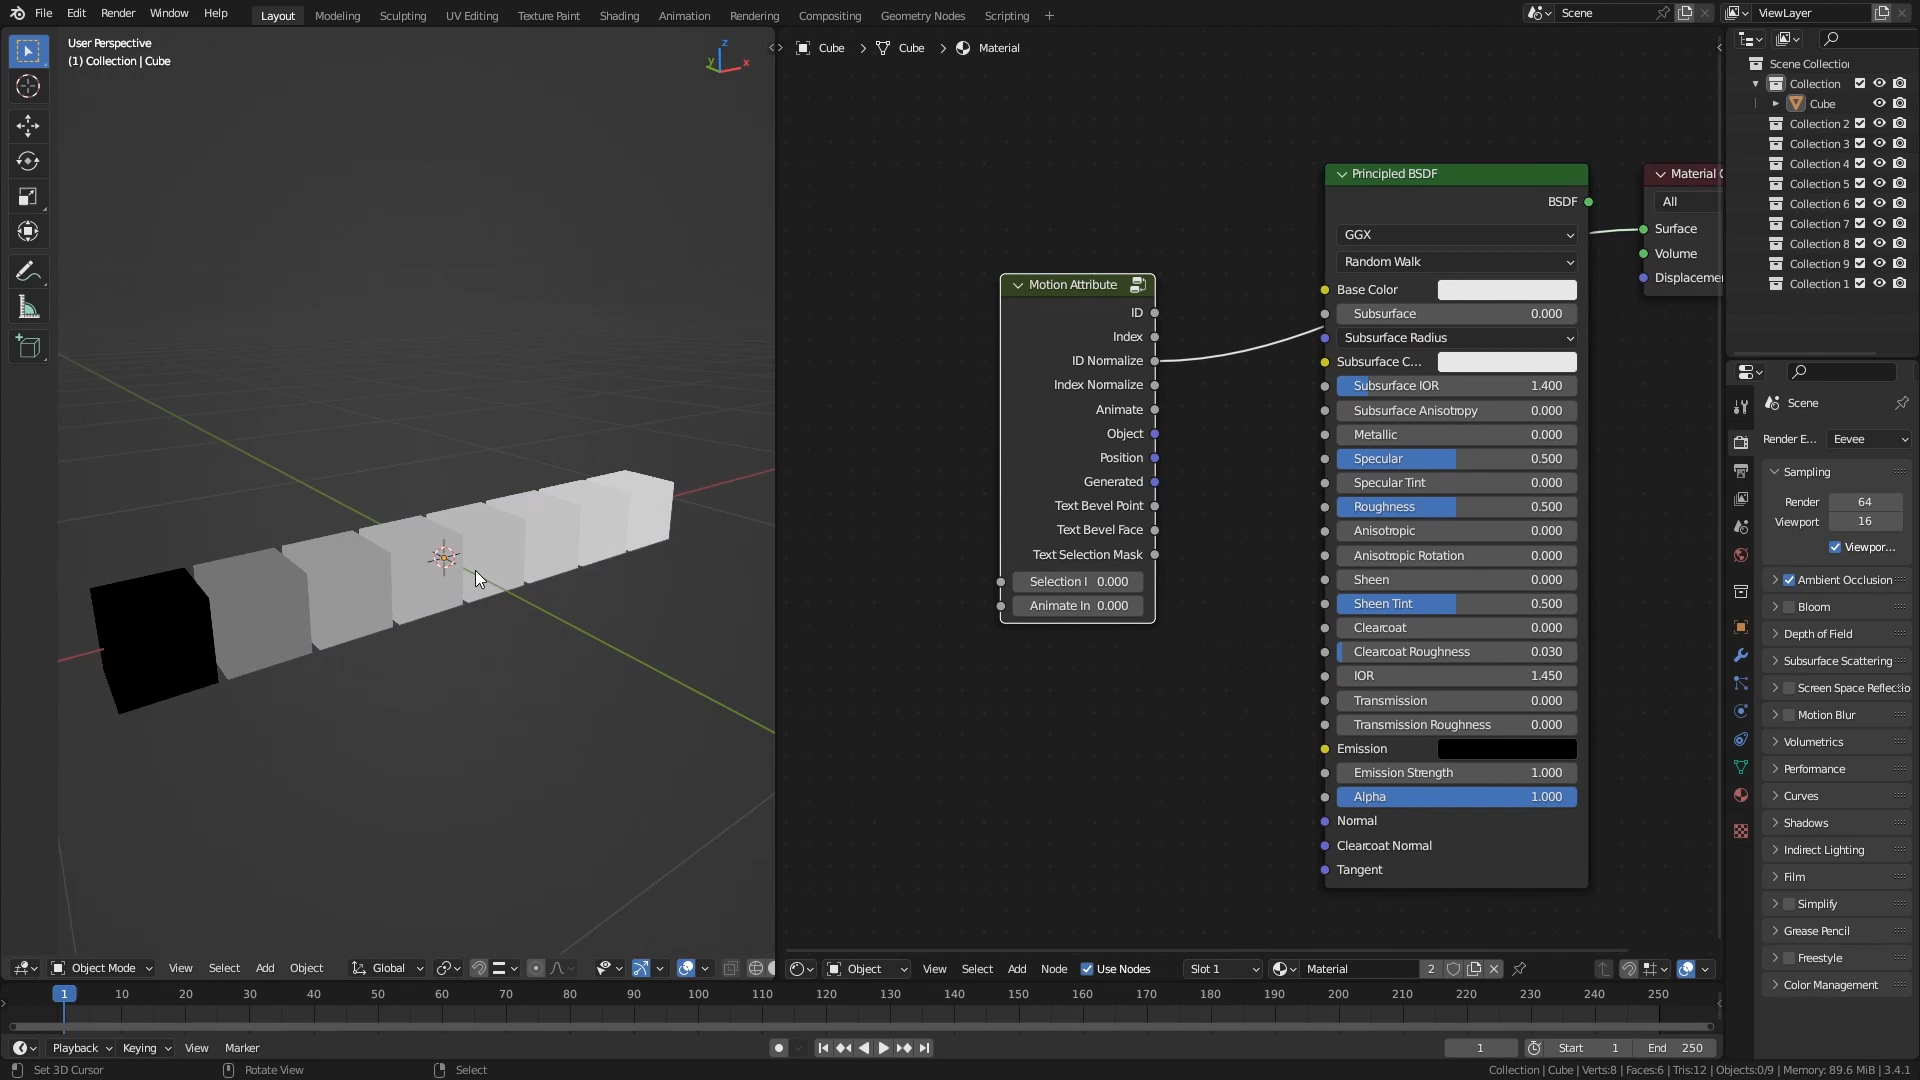 File Edit Render Window Help Layout Modeling Sculpting UV Editing Texture Paint Shading Animation Rendering Compositing Geometry Nodes Scripting + Scene ViewLayer
User Perspective
(1) Collection | Cube
z
y
x
Cube > Cube > Material
Motion Attribute
ID
Index
ID Normalize
Index Normalize
Animate
Object
Position
Generated
Text Bevel Point
Text Bevel Face
Text Selection Mask
Selection I 0.000
Animate In 0.000
Principled BSDF
BSDF
GGX
Random Walk
Base Color
Subsurface 0.000
Subsurface Radius
Subsurface C...
Subsurface IOR 1.400
Subsurface Anisotropy 0.000
Metallic 0.000
Specular 0.500
Specular Tint 0.000
Roughness 0.500
Anisotropic 0.000
Anisotropic Rotation 0.000
Sheen 0.000
Sheen Tint 0.500
Clearcoat 0.000
Clearcoat Roughness 0.030
IOR 1.450
Transmission 0.000
Transmission Roughness 0.000
Emission
Emission Strength 1.000
Alpha 1.000
Normal
Clearcoat Normal
Tangent
Material
All
Surface
Volume
Displaceme
Scene Collection
Collection
Cube
Collection 2
Collection 3
Collection 4
Collection 5
Collection 6
Collection 7
Collection 8
Collection 9
Collection 1
Scene
Render E... Eevee
Sampling
Render 64
Viewport 16
Viewpor...
Ambient Occlusion
Bloom
Depth of Field
Subsurface Scattering
Screen Space Reflectio
Motion Blur
Volumetrics
Performance
Curves
Shadows
Indirect Lighting
Film
Simplify
Grease Pencil
Freestyle
Color Management
Object Mode View Select Add Object Global
Object View Select Add Node Use Nodes Slot 1 Material 2
1 10 20 30 40 50 60 70 80 90 100 110 120 130 140 150 160 170 180 190 200 210 220 230 240 250
Playback Keying View Marker 1 Start 1 End 250
Set 3D Cursor Rotate View Select Collection | Cube | Verts:8 | Faces:6 | Tris:12 | Objects:0/9 | Memory: 89.6 MiB | 3.4.1